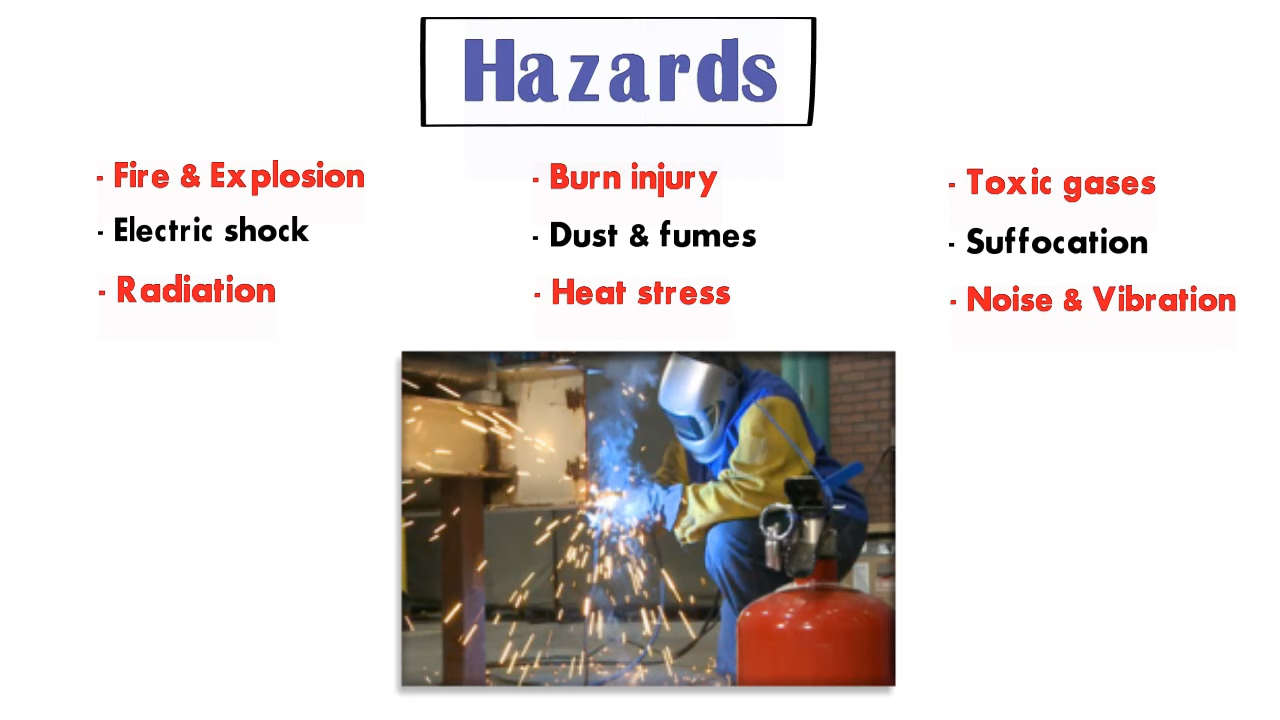 Hazards
- Fire & Explosion
- Electric shock
- Radiation
- Burn injury
- Dust & fumes
- Heat stress
- Toxic gases
- Suffocation
- Noise & Vibration